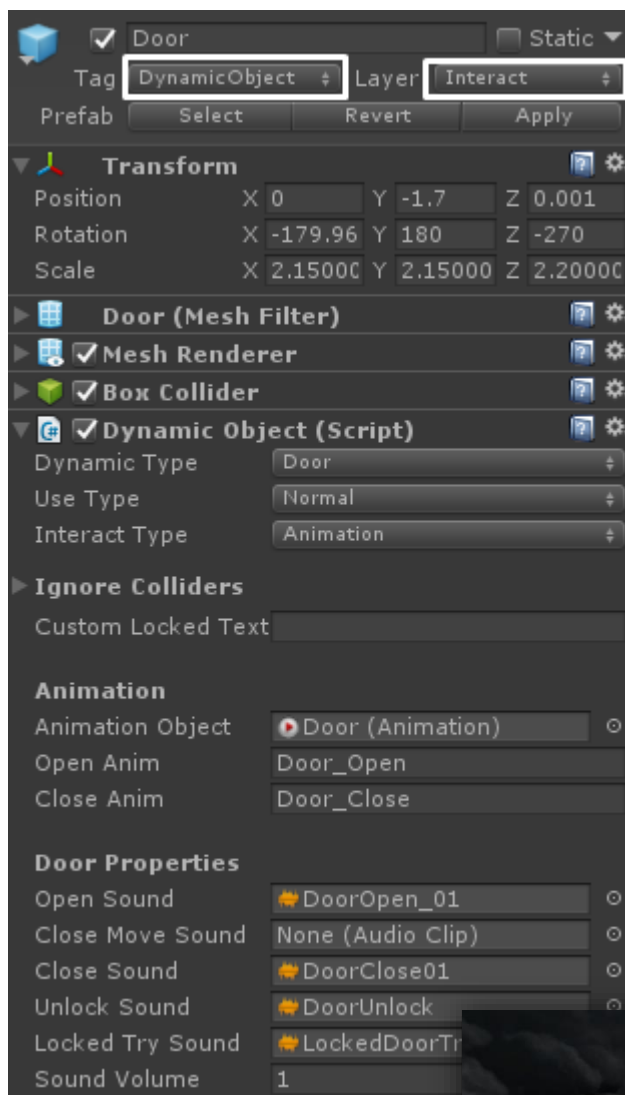 Door Static
Tag DynamicObject Layer Interact
Prefab Select Revert Apply
Transform
Position X 0 Y -1.7 Z 0.001
Rotation X -179.96 Y 180 Z -270
Scale X 2.15000 Y 2.15000 Z 2.20000
Door (Mesh Filter)
Mesh Renderer
Box Collider
Dynamic Object (Script)
Dynamic Type Door
Use Type Normal
Interact Type Animation
Ignore Colliders
Custom Locked Text
Animation
Animation Object Door (Animation)
Open Anim Door_Open
Close Anim Door_Close
Door Properties
Open Sound DoorOpen_01
Close Move Sound None (Audio Clip)
Close Sound DoorClose01
Unlock Sound DoorUnlock
Locked Try Sound LockedDoorTr
Sound Volume 1